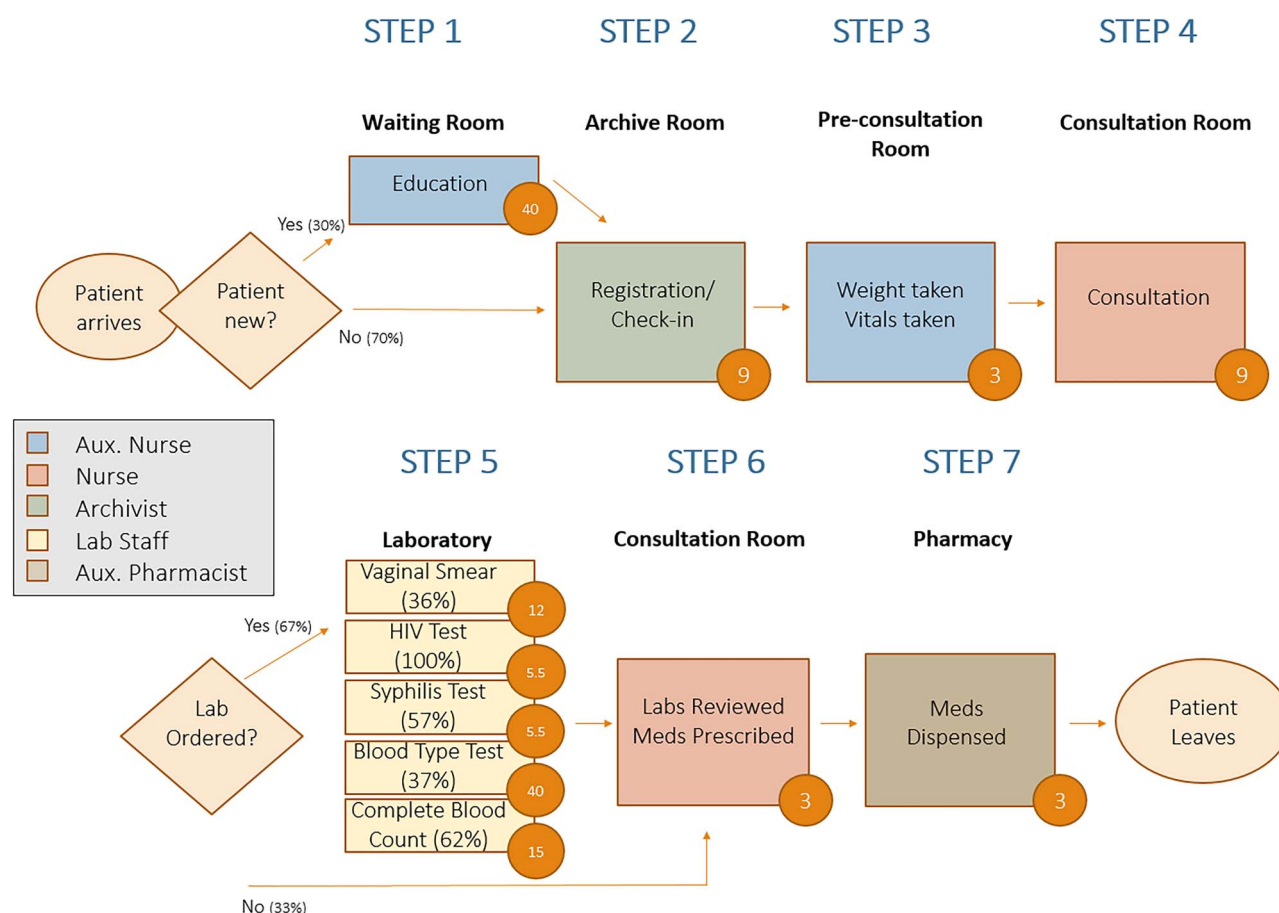 STEP 1
STEP 2
STEP 3
STEP 4
Waiting Room
Archive Room
Pre-consultation
Room
Consultation Room
Education
40
Yes (30%)
Patient
arrives
Patient
new?
No (70%)
Registration/
Check-in
9
Weight taken
Vitals taken
3
Consultation
9
Aux. Nurse
Nurse
Archivist
Lab Staff
Aux. Pharmacist
STEP 5
STEP 6
STEP 7
Laboratory
Consultation Room
Pharmacy
Lab
Ordered?
Yes (67%)
No (33%)
Vaginal Smear
(36%)
12
HIV Test
(100%)
5.5
Syphilis Test
(57%)
5.5
Blood Type Test
(37%)
40
Complete Blood
Count (62%)
15
Labs Reviewed
Meds Prescribed
3
Meds
Dispensed
3
Patient
Leaves